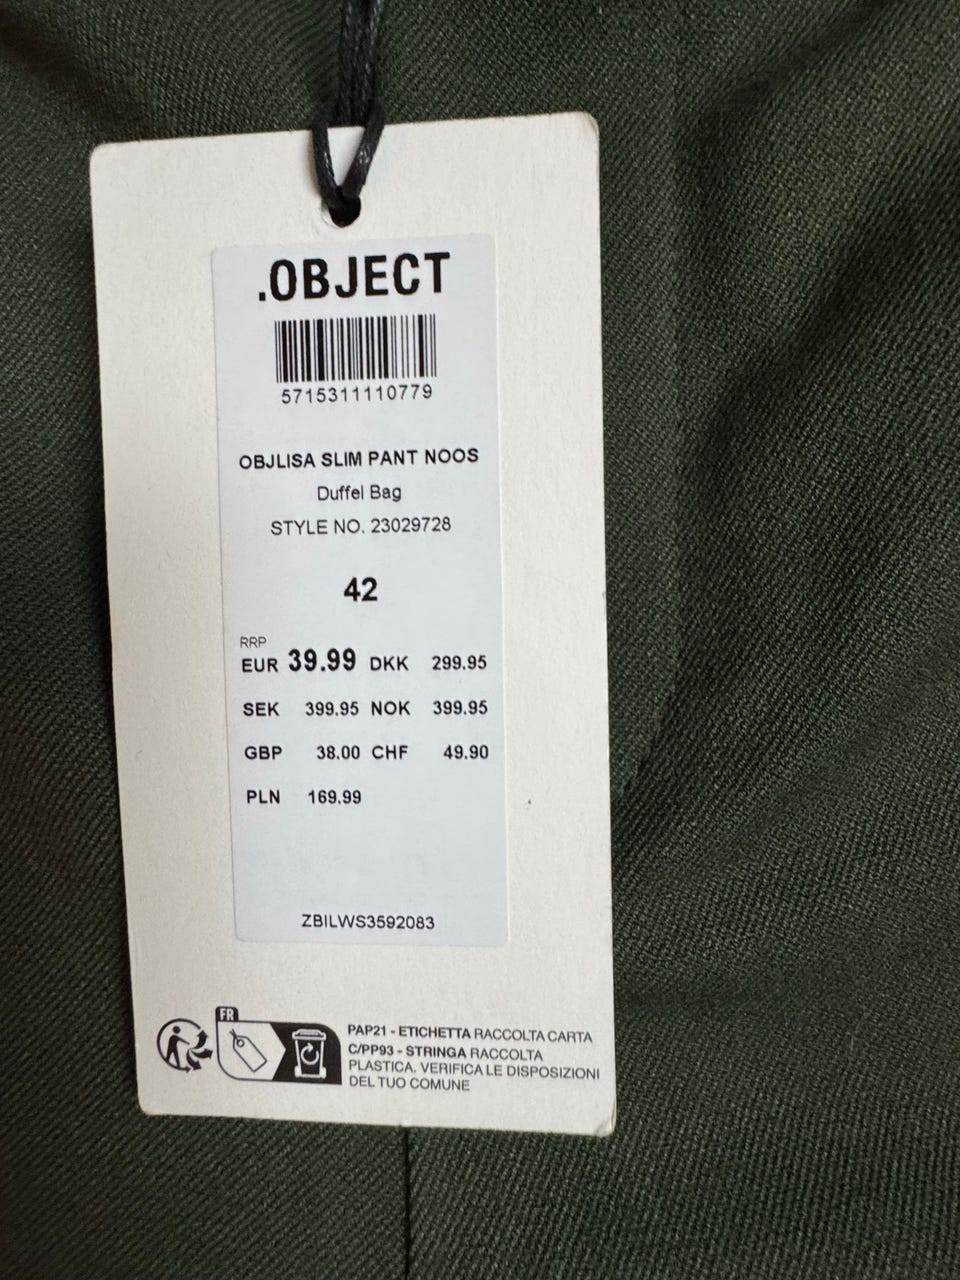 .OBJECT
5715311110779
OBJLISA SLIM PANT NOOS
Duffel Bag
STYLE NO. 23029728
42
RRP
EUR 39.99 DKK 299.95
SEK 399.95 NOK 399.95
GBP 38.00 CHF 49.90
PLN 169.99
ZBILWS3592083
FR
PAP21 - ETICHETTA RACCOLTA CARTA
C/PP93 - STRINGA RACCOLTA
PLASTICA. VERIFICA LE DISPOSIZIONI
DEL TUO COMUNE